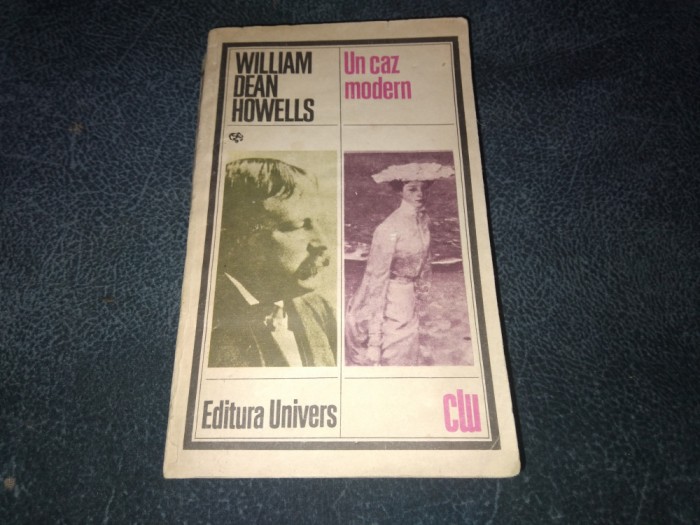 WILLIAM
DEAN
HOWELLS
Un caz
modern
Editura Univers
clu